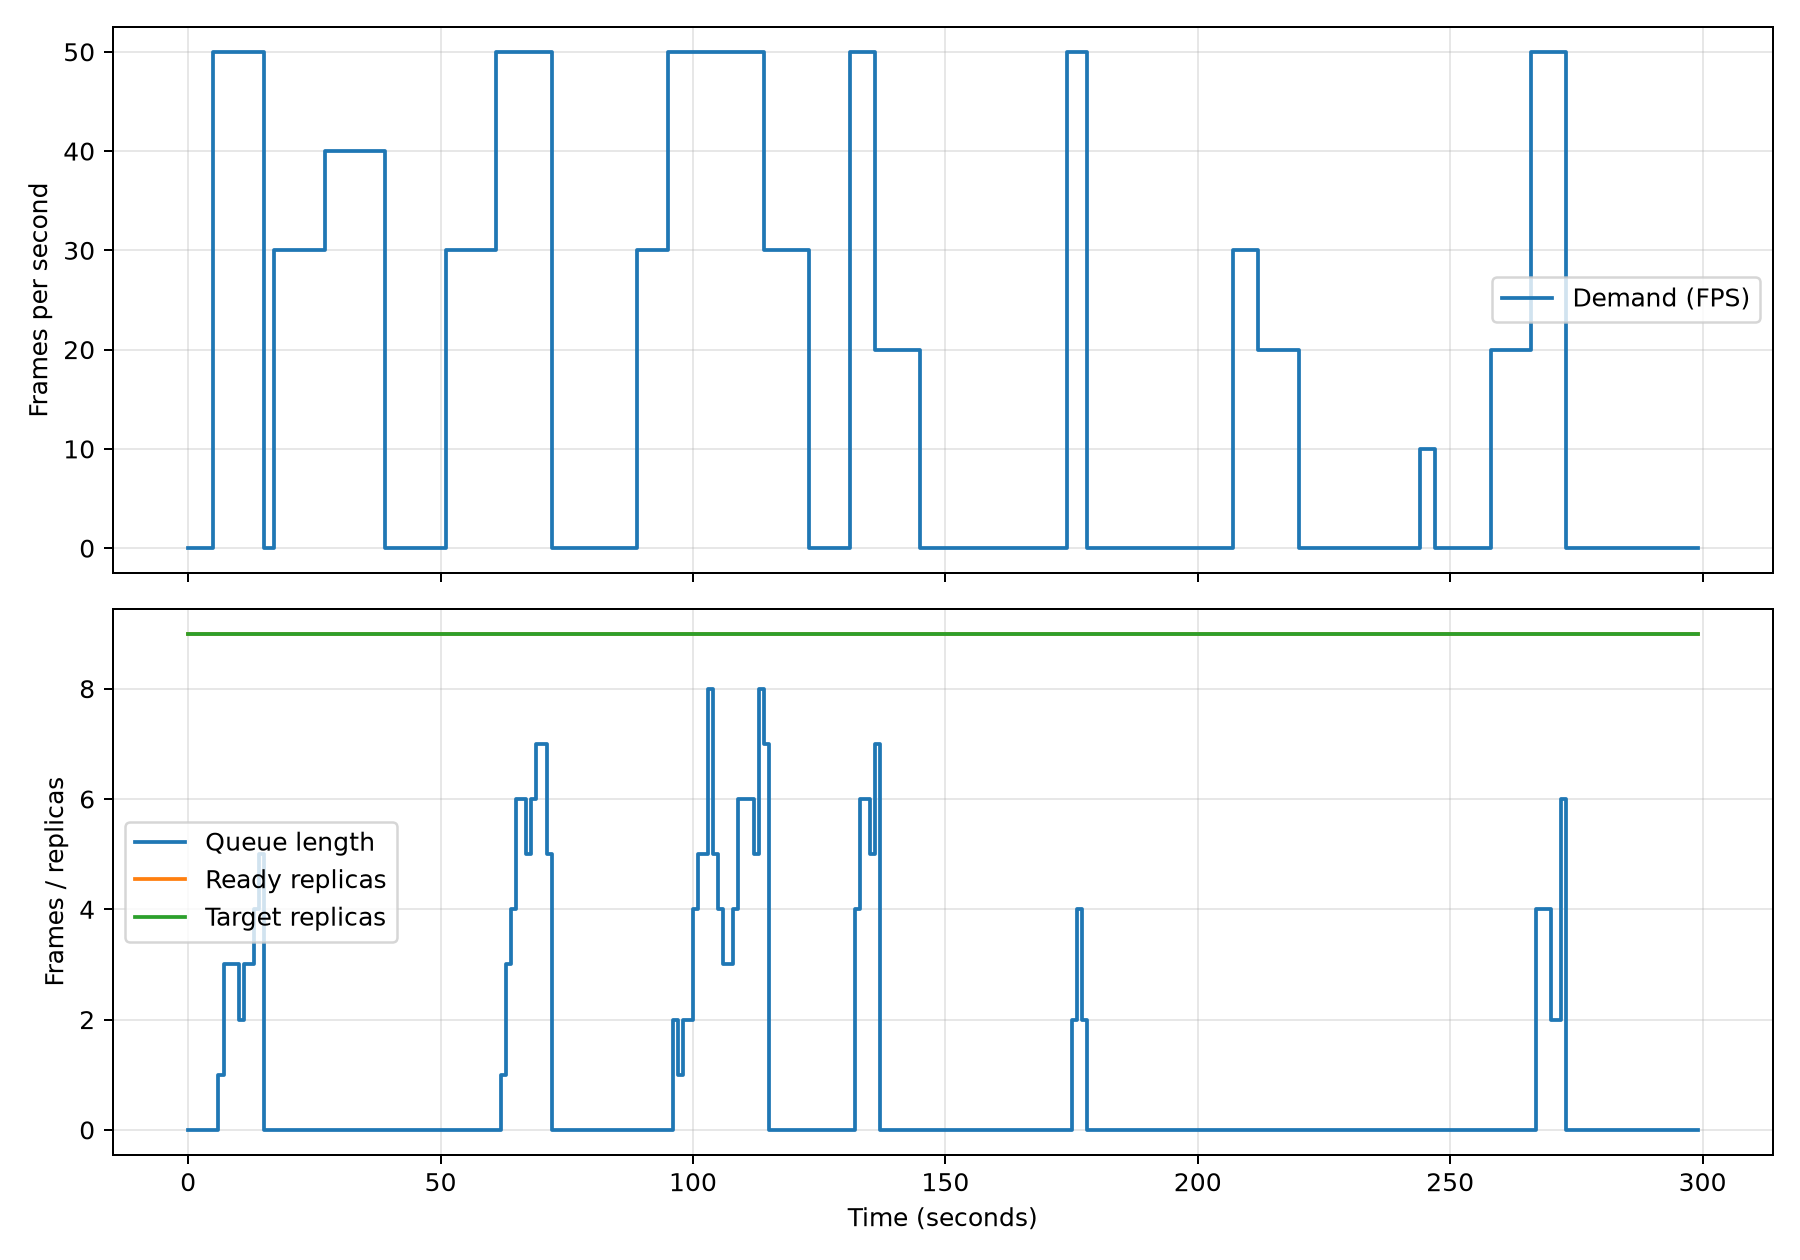 50
40
30
20
10
0
Frames per second
Demand (FPS)
8
6
4
2
0
Frames / replicas
Queue length
Ready replicas
Target replicas
0 50 100 150 200 250 300
Time (seconds)